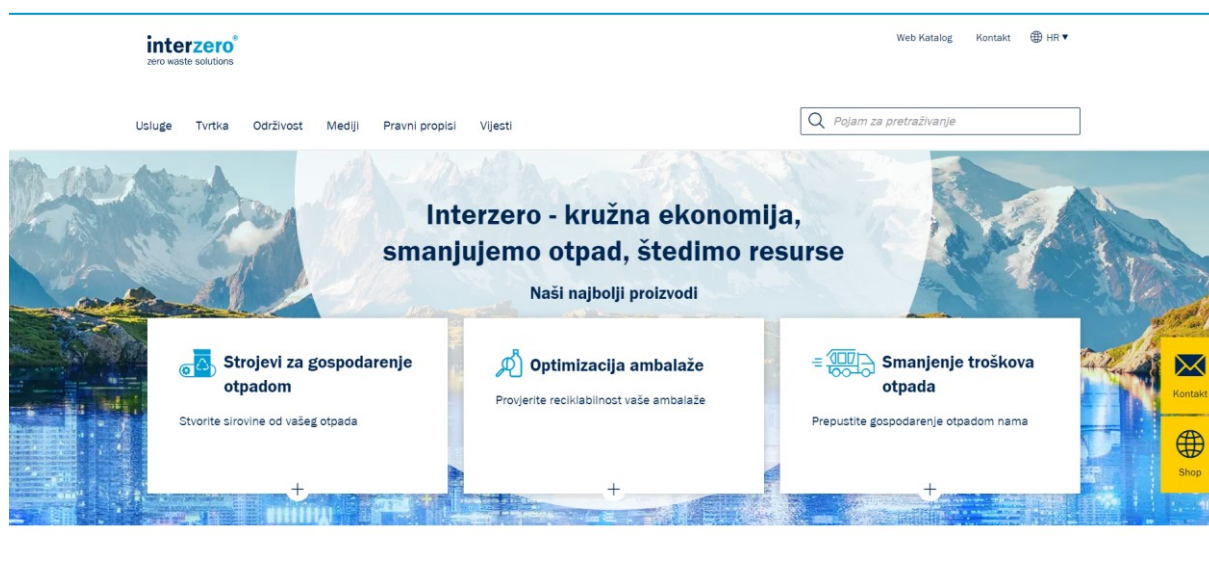 interzero®
zero waste solutions
Web Katalog Kontakt HR
Usluge Tvrtka Održivost Mediji Pravni propisi Vijesti
Pojam za pretraživanje
Interzero - kružna ekonomija,
smanjujemo otpad, štedimo resurse
Naši najbolji proizvodi
Strojevi za gospodarenje
otpadom
Stvorite sirovine od vašeg otpada
Optimizacija ambalaže
Provjerite reciklabilnost vaše ambalaže
Smanjenje troškova
otpada
Prepustite gospodarenje otpadom nama
Kontakt
Shop